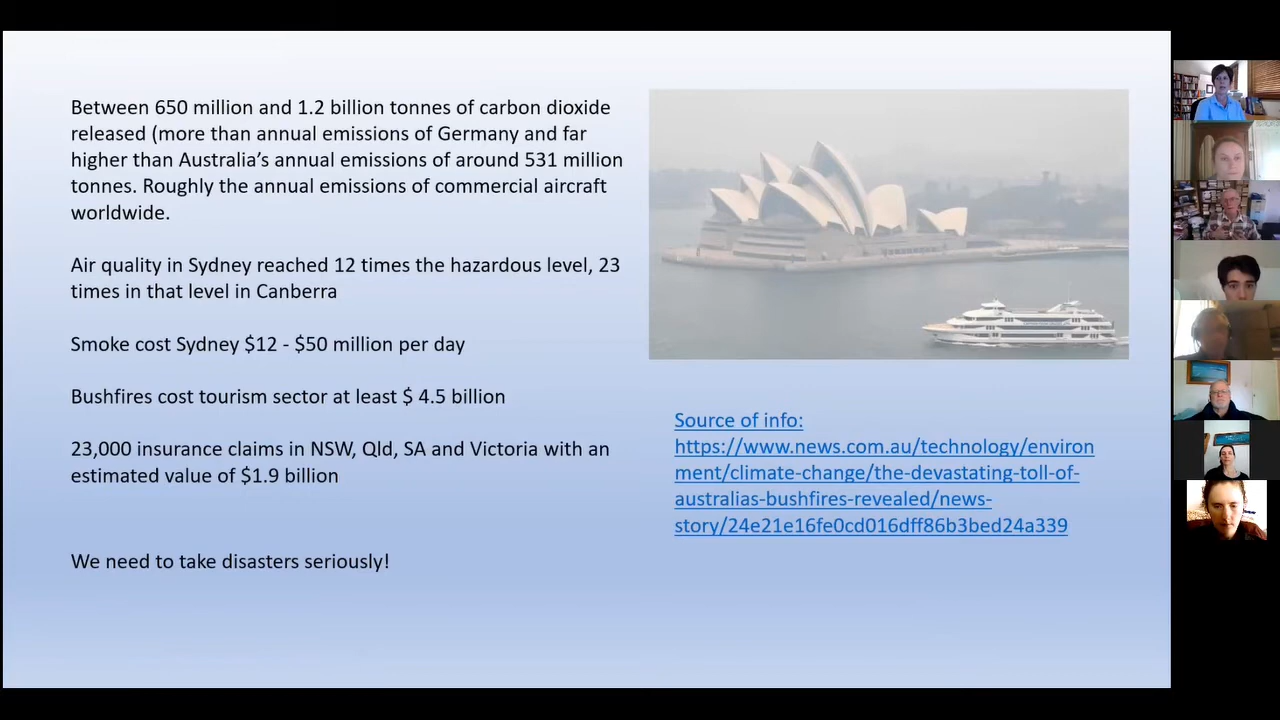 Between 650 million and 1.2 billion tonnes of carbon dioxide
released (more than annual emissions of Germany and far
higher than Australia’s annual emissions of around 531 million
tonnes. Roughly the annual emissions of commercial aircraft
worldwide.
Air quality in Sydney reached 12 times the hazardous level, 23
times in that level in Canberra
Smoke cost Sydney $12 - $50 million per day
Bushfires cost tourism sector at least $ 4.5 billion
23,000 insurance claims in NSW, Qld, SA and Victoria with an
estimated value of $1.9 billion
We need to take disasters seriously!
Source of info:
https://www.news.com.au/technology/environ
ment/climate-change/the-devastating-toll-of-
australias-bushfires-revealed/news-
story/24e21e16fe0cd016dff86b3bed24a339